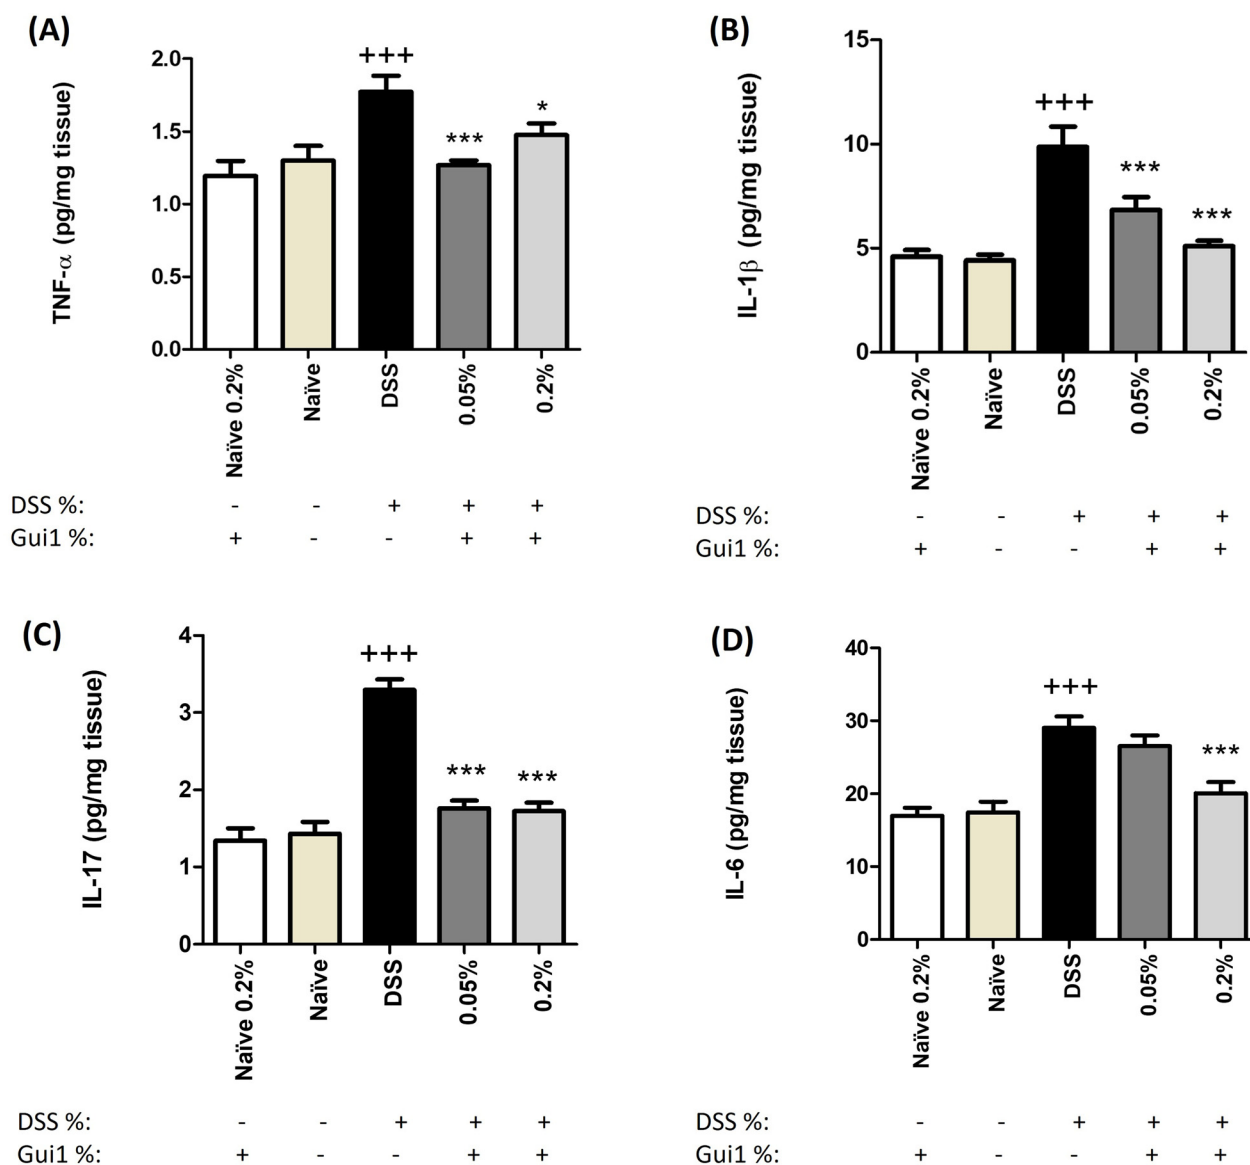 (A)
TNF-α (pg/mg tissue)
2.0
1.5
1.0
0.5
0.0
+++
***
*
Naïve 0.2%
Naïve
DSS
0.05%
0.2%
DSS %: - - + + +
Gui1 %: + - - + +
(B)
IL-1β (pg/mg tissue)
15
10
5
0
+++
***
***
Naïve 0.2%
Naïve
DSS
0.05%
0.2%
DSS %: - - + + +
Gui1 %: + - - + +
(C)
IL-17 (pg/mg tissue)
4
3
2
1
0
+++
***
***
Naïve 0.2%
Naïve
DSS
0.05%
0.2%
DSS %: - - + + +
Gui1 %: + - - + +
(D)
IL-6 (pg/mg tissue)
40
30
20
10
0
+++
***
Naïve 0.2%
Naïve
DSS
0.05%
0.2%
DSS %: - - + + +
Gui1 %: + - - + +